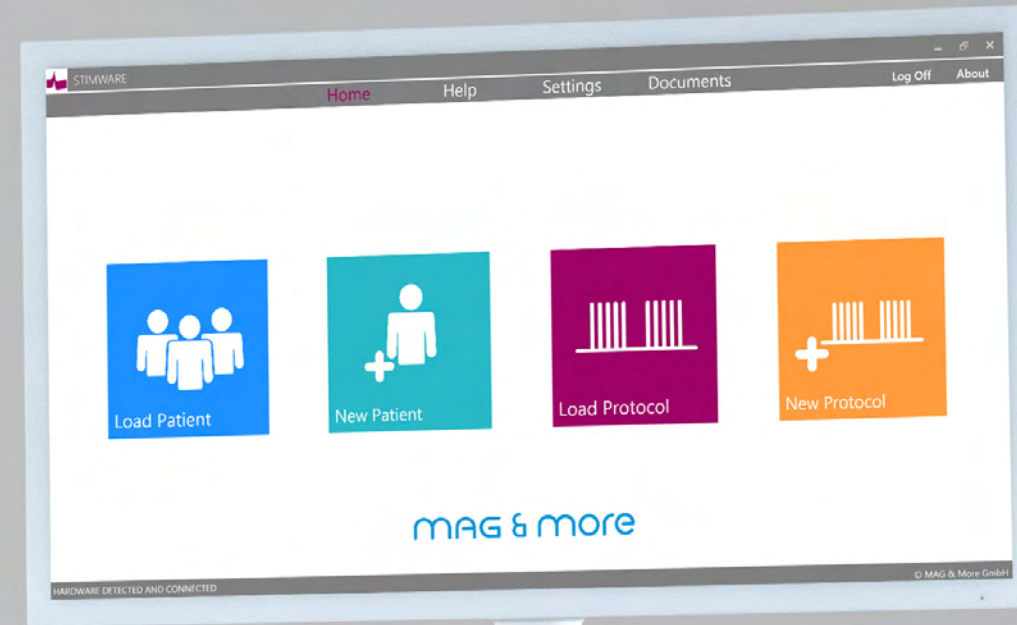 STIMWARE
Home Help Settings Documents Log Off About
Load Patient
New Patient
Load Protocol
New Protocol
MAG & More
HARDWARE DETECTED AND CONNECTED
© MAG & More GmbH